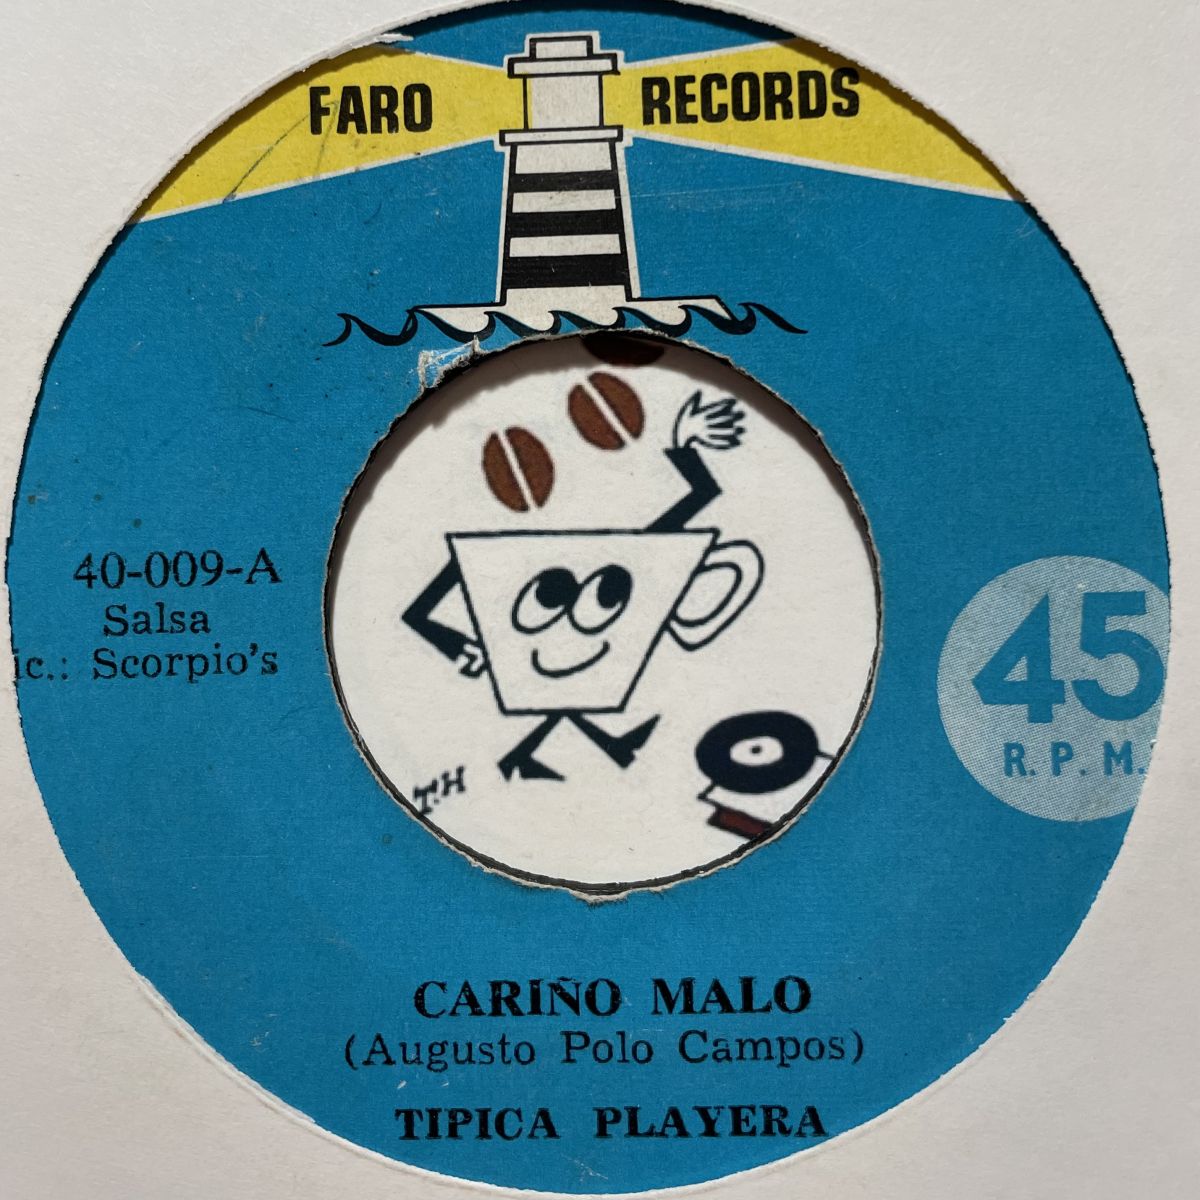 FARO RECORDS
40-009-A
Salsa
ic.: Scorpio's
45
R.P.M.
T.H
CARIÑO MALO
(Augusto Polo Campos)
TIPICA PLAYERA